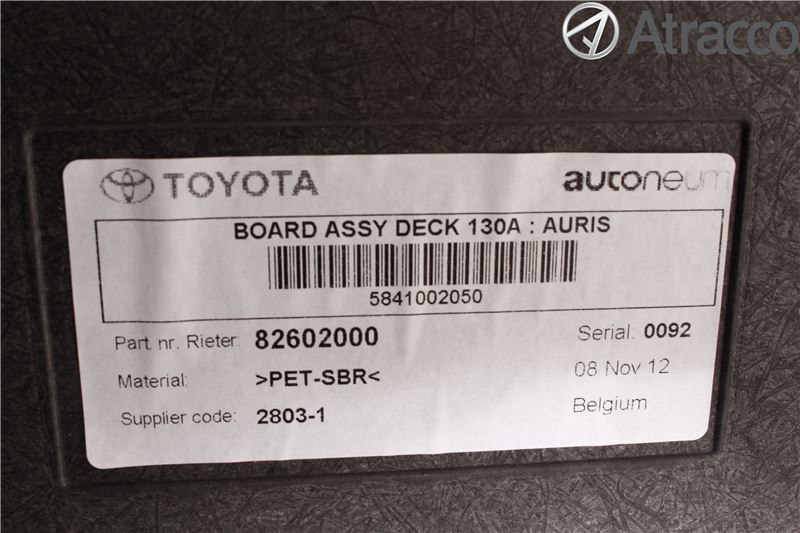 Atracco
TOYOTA autoneum
BOARD ASSY DECK 130A : AURIS
5841002050
Part. nr. Rieter: 82602000 Serial: 0092
Material: >PET-SBR< 08 Nov 12
Supplier code: 2803-1 Belgium